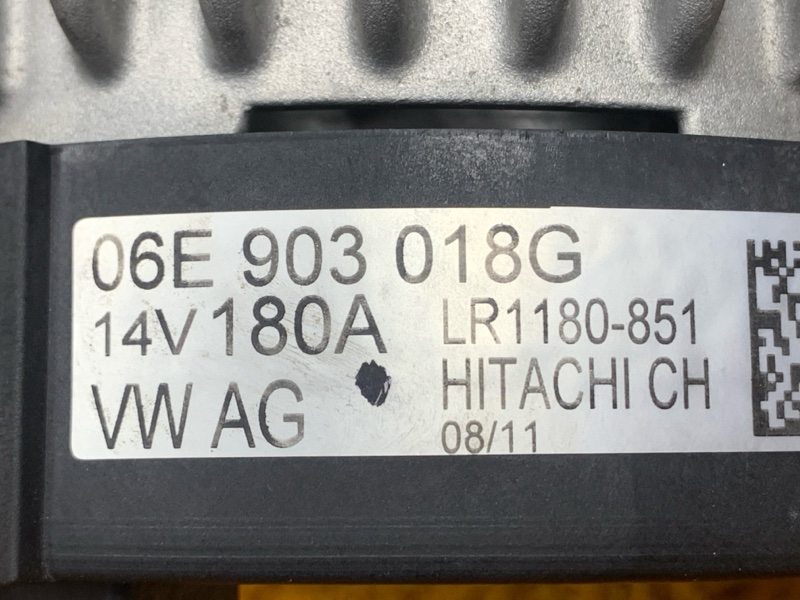 06E 903 018G
14V 180A LR1180-851
VW AG HITACHI CH
08/11